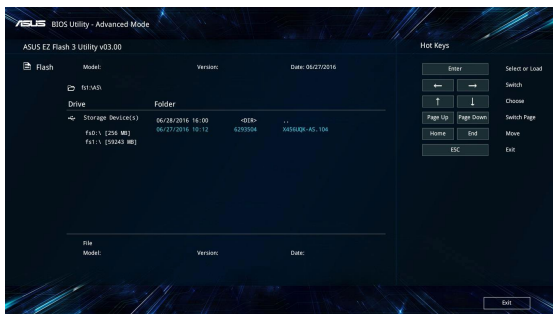 ASUS BIOS Utility - Advanced Mode
ASUS EZ Flash 3 Utility v03.00
Flash Model: Version: Date: 06/27/2016
fs1:\AS\
Drive Folder
Storage Device(s)
06/28/2016 16:00 <DIR> ..
06/27/2016 10:12 6293504 X456UQK-AS.104
fs0:\ [256 MB]
fs1:\ [59243 MB]
File
Model: Version: Date:
Hot Keys
Enter Select or Load
← → Switch
↑ ↓ Choose
Page Up Page Down Switch Page
Home End Move
ESC Exit
Exit